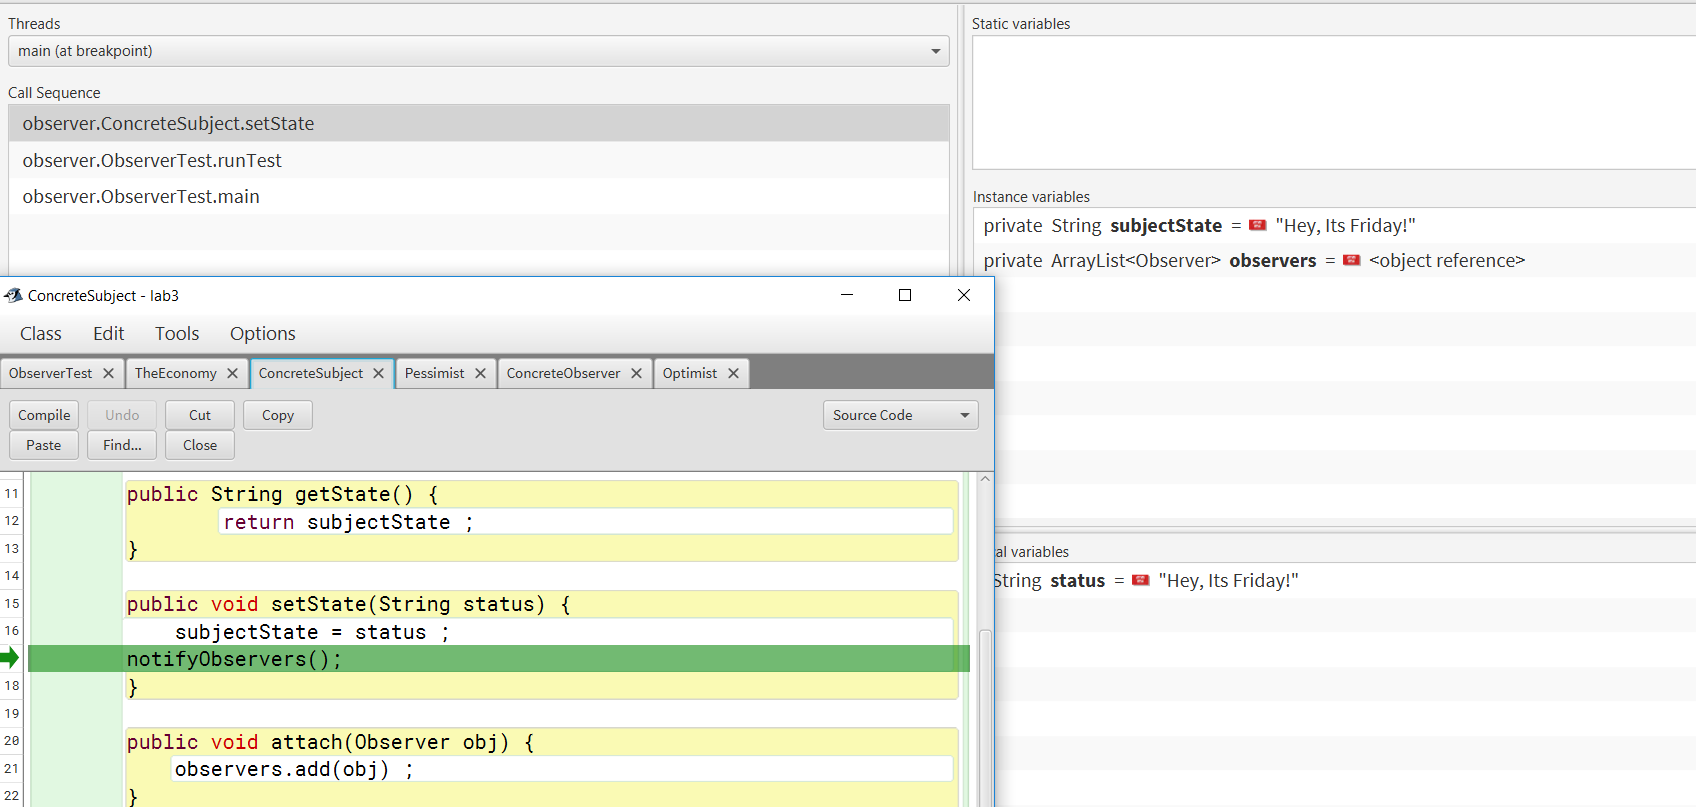 Threads
main (at breakpoint)
Call Sequence
observer.ConcreteSubject.setState
observer.ObserverTest.runTest
observer.ObserverTest.main
Static variables
Instance variables
private String subjectState = "Hey, Its Friday!"
private ArrayList<Observer> observers = <object reference>
ConcreteSubject - lab3
Class Edit Tools Options
ObserverTest TheEconomy ConcreteSubject Pessimist ConcreteObserver Optimist
Compile Undo Cut Copy Source Code
Paste Find... Close
11 public String getState() {
12 return subjectState ;
13 }
14
15 public void setState(String status) {
16 subjectState = status ;
notifyObservers();
18 }
19
20 public void attach(Observer obj) {
21 observers.add(obj) ;
22 }
al variables
String status = "Hey, Its Friday!"